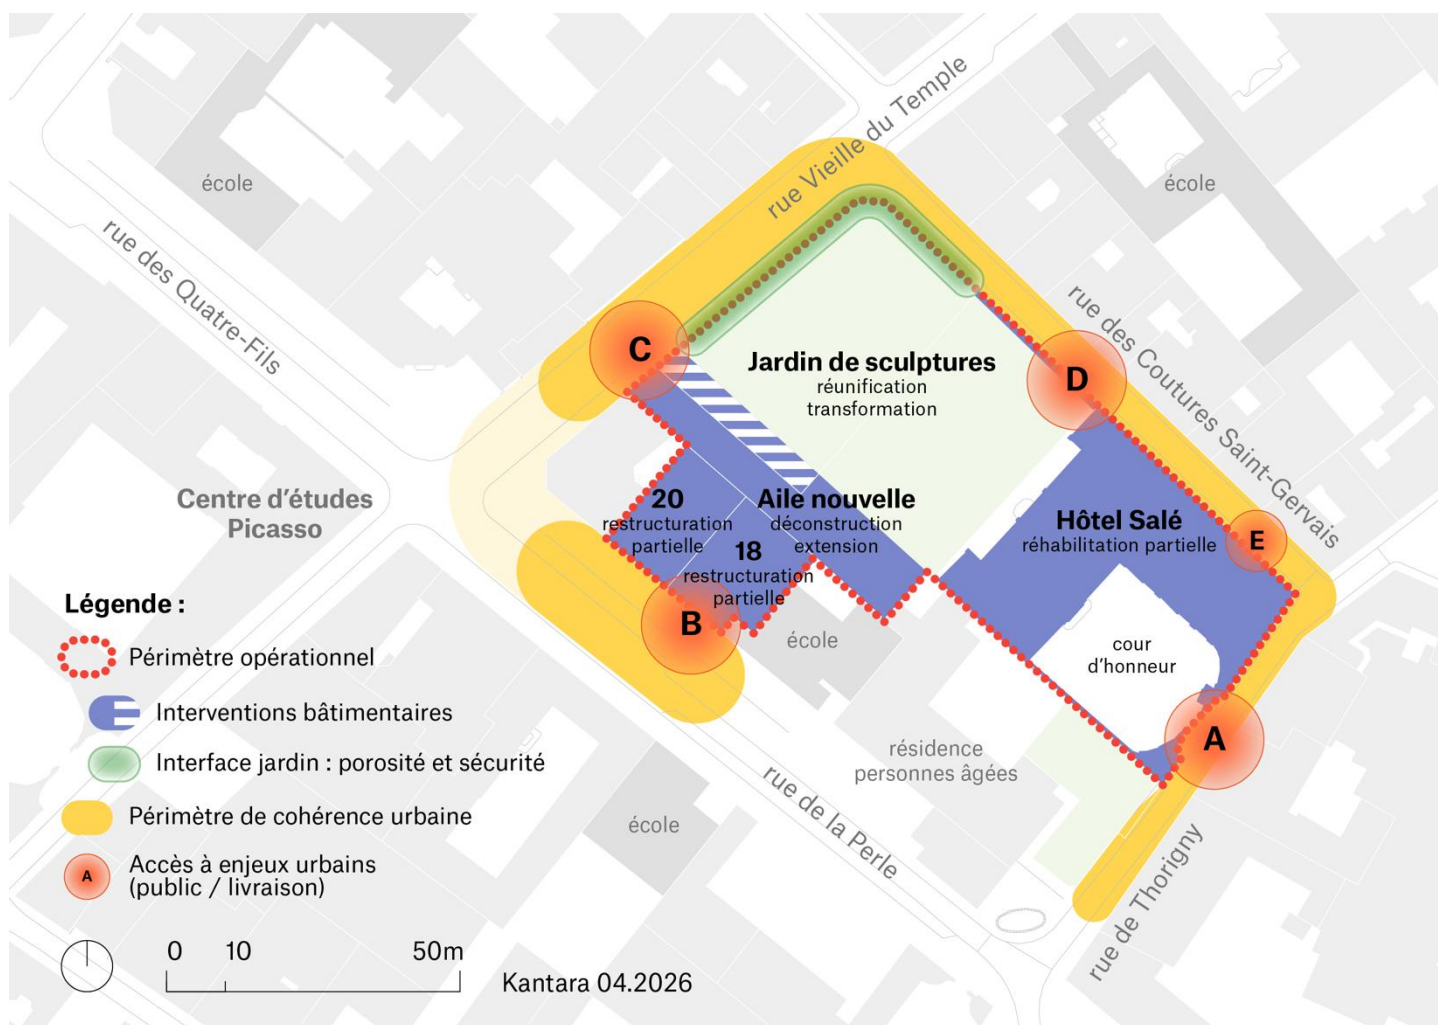 rue Vieille du Temple
école
école
rue des Quatre-Fils
rue des Coutures Saint-Gervais
C
D
Jardin de sculptures
réunification
transformation
Centre d'études
Picasso
20
restructuration
partielle
Aile nouvelle
déconstruction
extension
18
restructuration
partielle
Hôtel Salé
réhabilitation partielle
E
B
école
cour
d'honneur
A
résidence
personnes âgées
rue de la Perle
école
rue de Thorigny
Légende :
Périmètre opérationnel
Interventions bâtimentaires
Interface jardin : porosité et sécurité
Périmètre de cohérence urbaine
A
Accès à enjeux urbains
(public / livraison)
0 10 50m
Kantara 04.2026